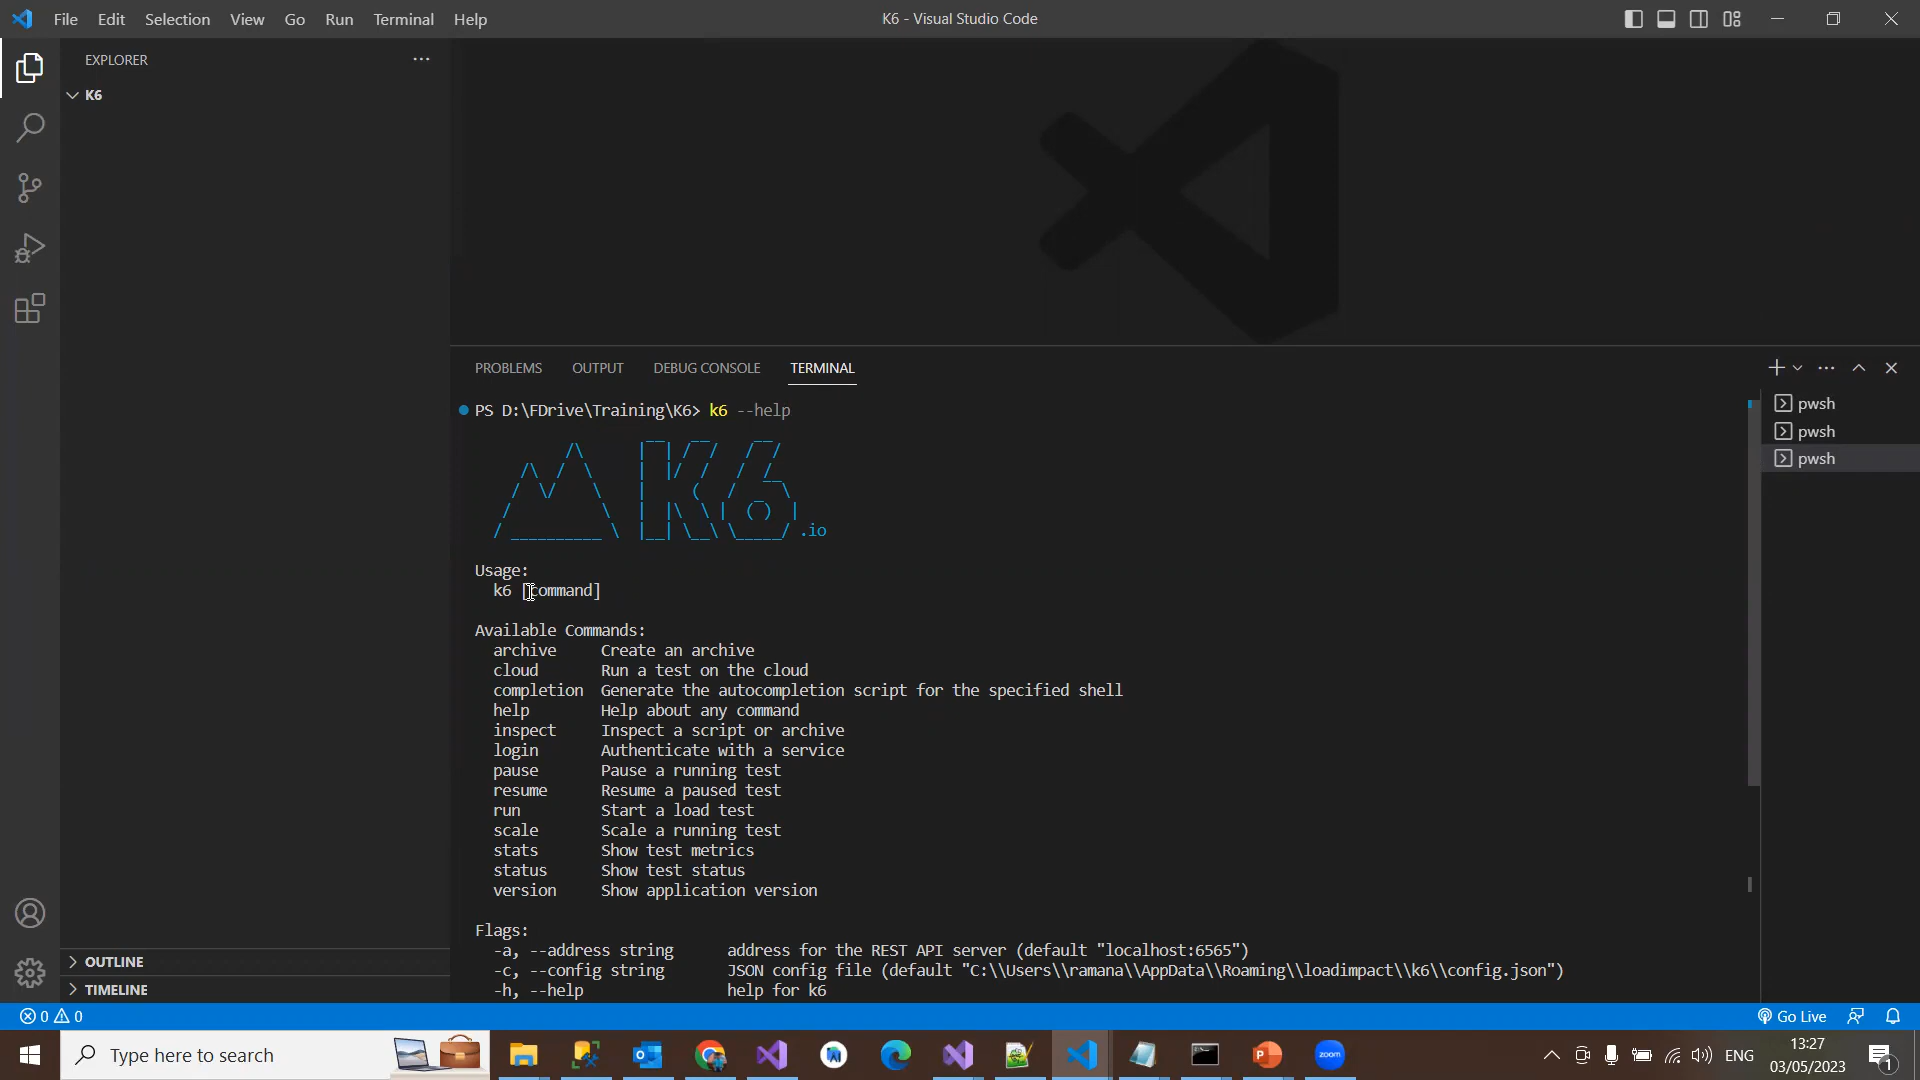 File Edit Selection View Go Run Terminal Help
K6 - Visual Studio Code
EXPLORER
K6
PROBLEMS OUTPUT DEBUG CONSOLE TERMINAL
PS D:\FDrive\Training\K6> k6 --help
K6 .io
Usage:
k6 [command]
Available Commands:
archive Create an archive
cloud Run a test on the cloud
completion Generate the autocompletion script for the specified shell
help Help about any command
inspect Inspect a script or archive
login Authenticate with a service
pause Pause a running test
resume Resume a paused test
run Start a load test
scale Scale a running test
stats Show test metrics
status Show test status
version Show application version
Flags:
-a, --address string address for the REST API server (default "localhost:6565")
-c, --config string JSON config file (default "C:\\Users\\ramana\\AppData\\Roaming\\loadimpact\\k6\\config.json")
-h, --help help for k6
pwsh
pwsh
pwsh
OUTLINE
TIMELINE
0 0
Go Live
Type here to search
zoom
ENG
13:27
03/05/2023
1